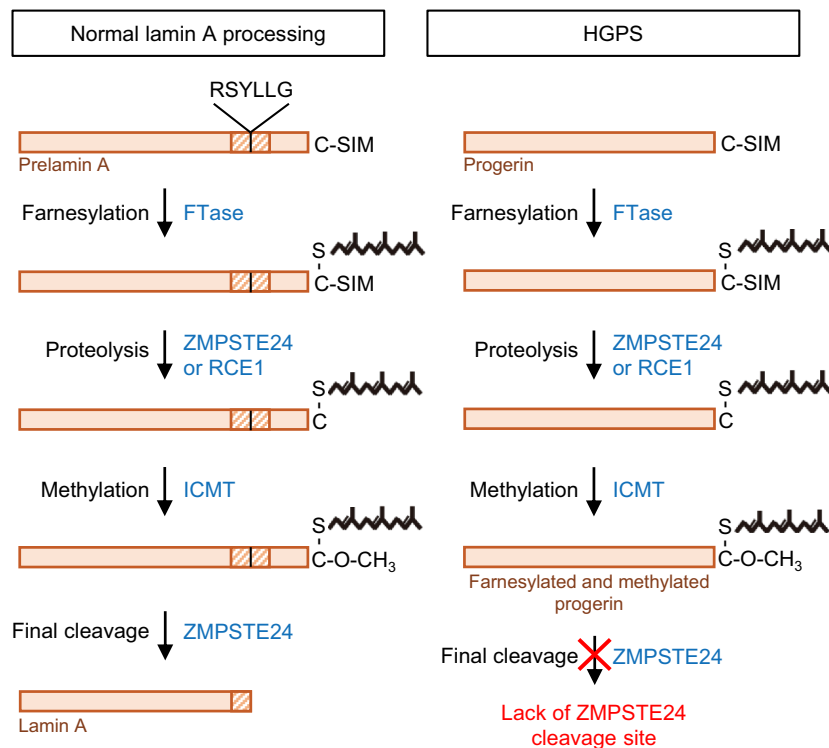 Normal lamin A processing
RSYLLG
C-SIM
Prelamin A
Farnesylation FTase
S
C-SIM
Proteolysis ZMPSTE24
or RCE1
S
C
Methylation ICMT
S
C-O-CH₃
Final cleavage ZMPSTE24
Lamin A
HGPS
C-SIM
Progerin
Farnesylation FTase
S
C-SIM
Proteolysis ZMPSTE24
or RCE1
S
C
Methylation ICMT
S
C-O-CH₃
Farnesylated and methylated
progerin
Final cleavage ZMPSTE24
Lack of ZMPSTE24
cleavage site